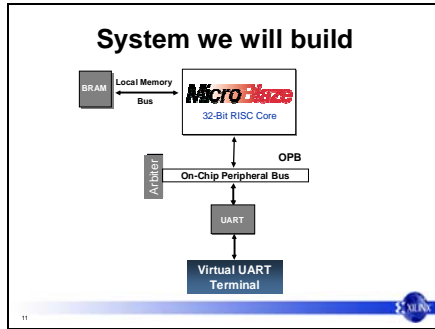 System we will build
BRAM
Local Memory
Bus
MicroBlaze
32-Bit RISC Core
OPB
Arbiter
On-Chip Peripheral Bus
UART
Virtual UART
Terminal
11
XILINX